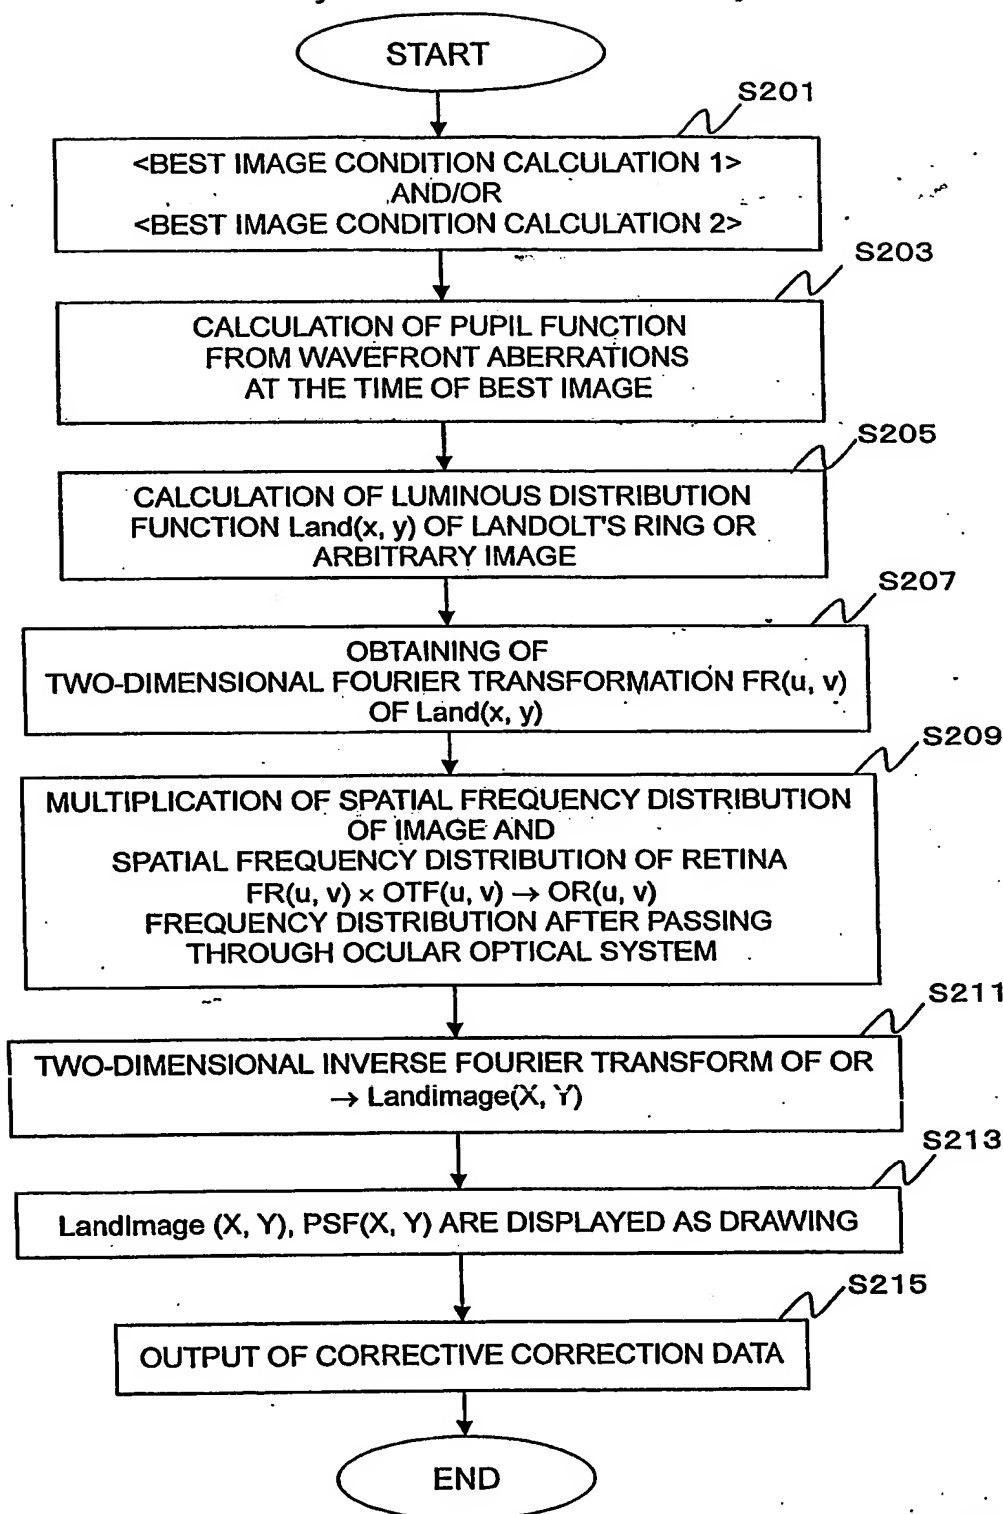 START
S201
<BEST IMAGE CONDITION CALCULATION 1>
AND/OR
<BEST IMAGE CONDITION CALCULATION 2>
S203
CALCULATION OF PUPIL FUNCTION
FROM WAVEFRONT ABERRATIONS
AT THE TIME OF BEST IMAGE
S205
CALCULATION OF LUMINOUS DISTRIBUTION
FUNCTION Land(x, y) OF LANDOLT'S RING OR
ARBITRARY IMAGE
S207
OBTAINING OF
TWO-DIMENSIONAL FOURIER TRANSFORMATION FR(u, v)
OF Land(x, y)
S209
MULTIPLICATION OF SPATIAL FREQUENCY DISTRIBUTION
OF IMAGE AND
SPATIAL FREQUENCY DISTRIBUTION OF RETINA
FR(u, v) × OTF(u, v) → OR(u, v)
FREQUENCY DISTRIBUTION AFTER PASSING
THROUGH OCULAR OPTICAL SYSTEM
S211
TWO-DIMENSIONAL INVERSE FOURIER TRANSFORM OF OR
→ LandImage(X, Y)
S213
LandImage (X, Y), PSF(X, Y) ARE DISPLAYED AS DRAWING
S215
OUTPUT OF CORRECTIVE CORRECTION DATA
END